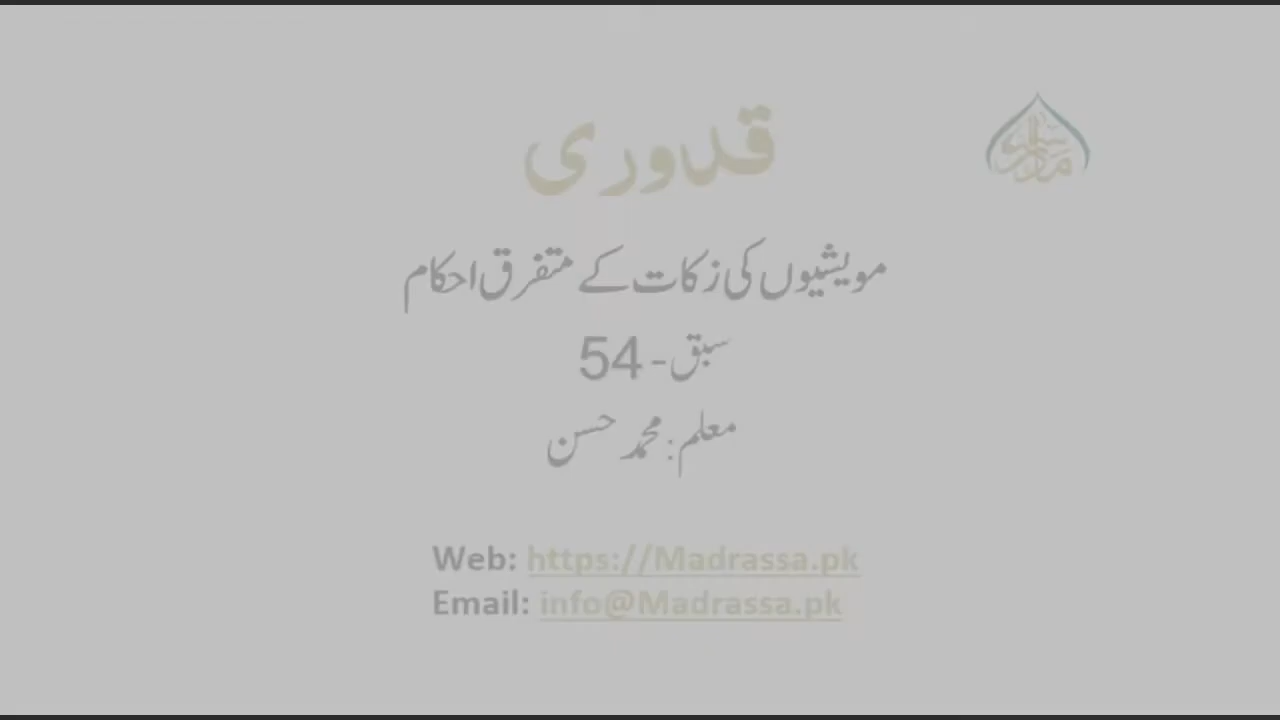 قدوری
مدرسہ
مویشیوں کی زکات کے متفرق احکام
سبق - 54
معلم: محمد حسن
Web: https://Madrassa.pk
Email: info@Madrassa.pk